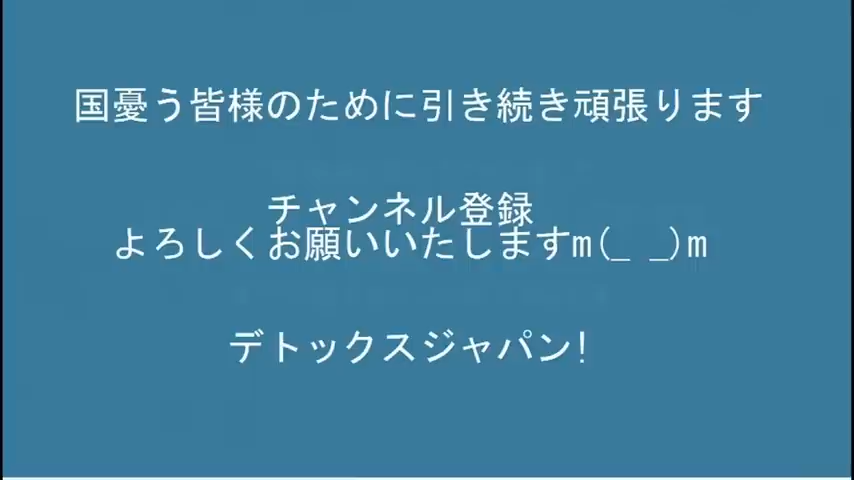 国憂う皆様のために引き続き頑張ります
チャンネル登録
よろしくお願いいたしますm(_ _)m
デトックスジャパン!